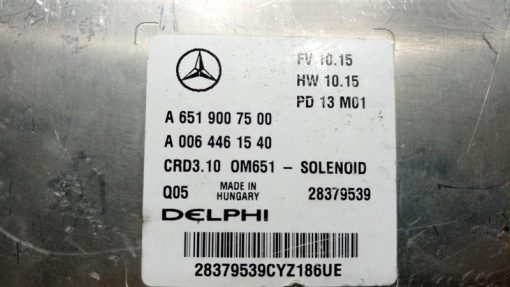 FV 10.15
HW 10.15
PD 13 M01
A 651 900 75 00
A 006 446 15 40
CRD3.10 OM651 - SOLENOID
Q05 MADE IN HUNGARY 28379539
DELPHI
28379539CYZ186UE